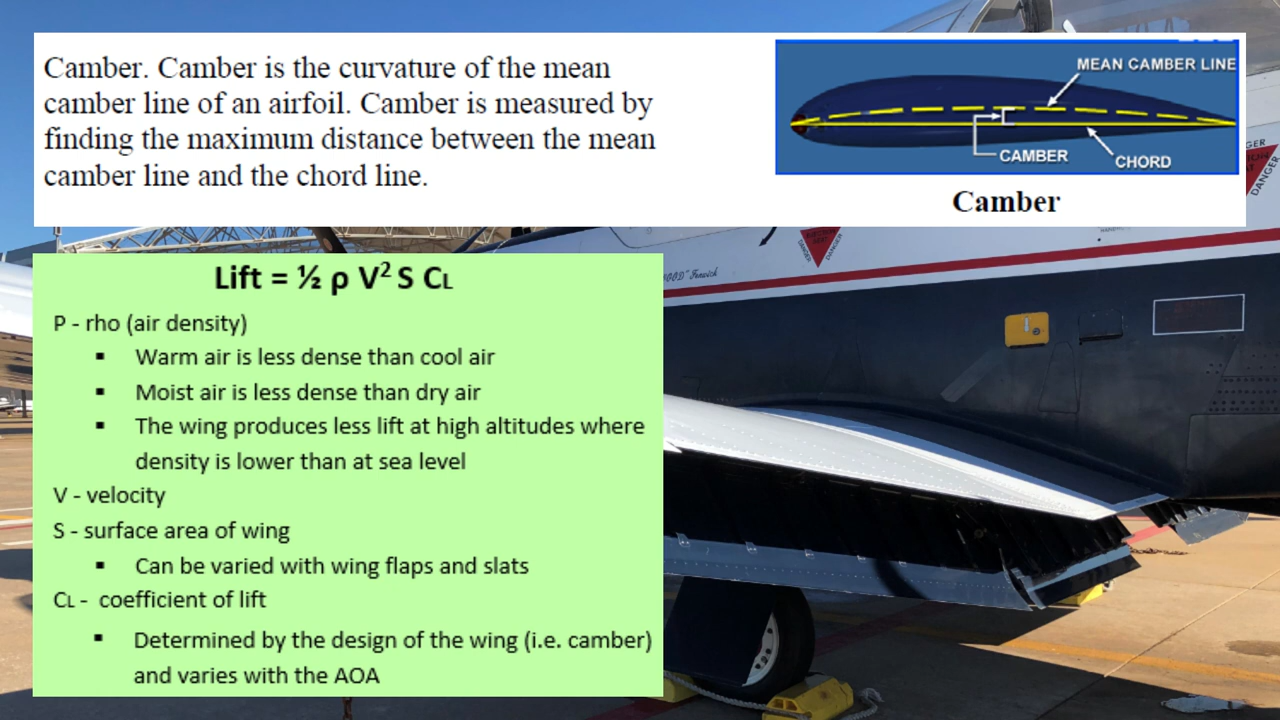 Camber. Camber is the curvature of the mean
camber line of an airfoil. Camber is measured by
finding the maximum distance between the mean
camber line and the chord line.
MEAN CAMBER LINE
CAMBER
CHORD
Camber
Lift = ½ ρ V² S CL
P - rho (air density)
▪ Warm air is less dense than cool air
▪ Moist air is less dense than dry air
▪ The wing produces less lift at high altitudes where
density is lower than at sea level
V - velocity
S - surface area of wing
▪ Can be varied with wing flaps and slats
CL - coefficient of lift
▪ Determined by the design of the wing (i.e. camber)
and varies with the AOA
DANGER
DANGER
DANGER